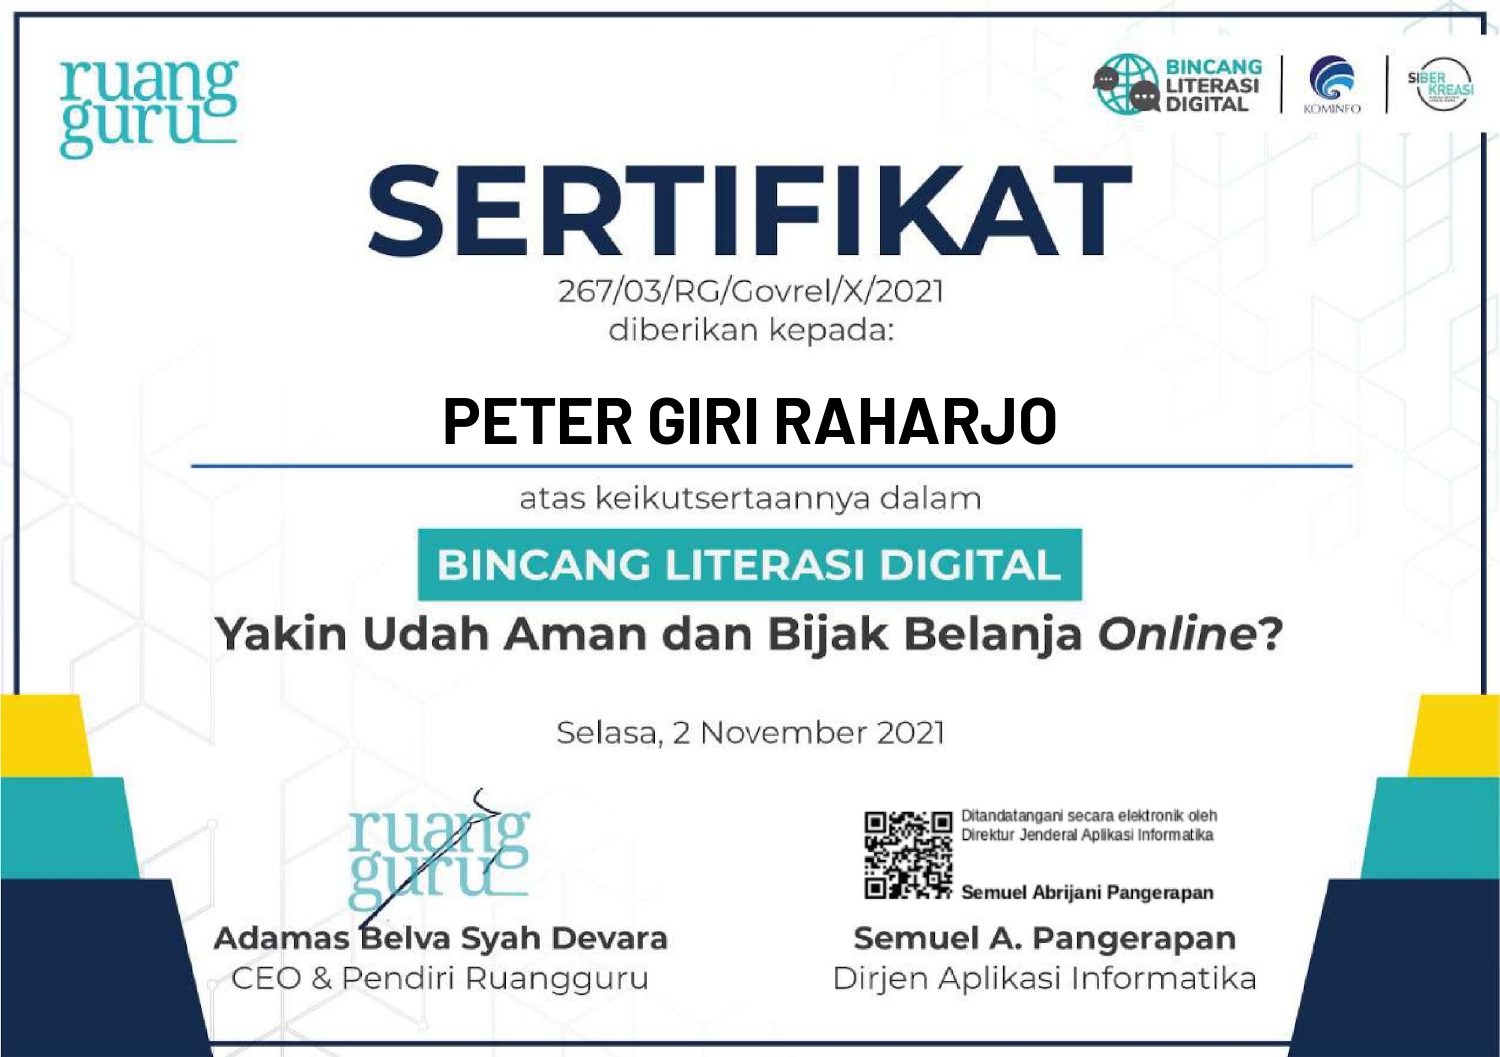 ruang
guru
BINCANG
LITERASI
DIGITAL
KOMINFO
SIBER
KREASI
SERTIFIKAT
267/03/RG/Govrel/X/2021
diberikan kepada:
PETER GIRI RAHARJO
atas keikutsertaannya dalam
BINCANG LITERASI DIGITAL
Yakin Udah Aman dan Bijak Belanja Online?
Selasa, 2 November 2021
ruang
guru
Adamas Belva Syah Devara
CEO & Pendiri Ruangguru
Ditandatangani secara elektronik oleh
Direktur Jenderal Aplikasi Informatika
Semuel Abrijani Pangerapan
Semuel A. Pangerapan
Dirjen Aplikasi Informatika